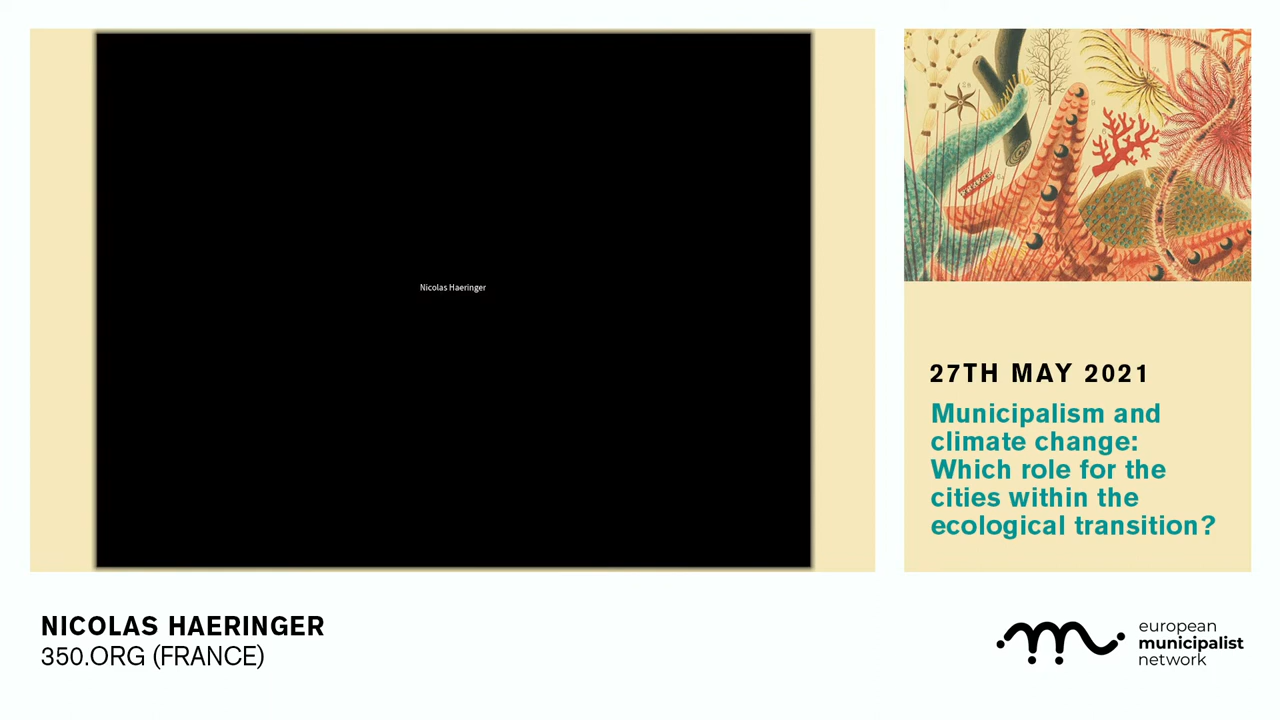 Nicolas Haeringer
27TH MAY 2021
Municipalism and
climate change:
Which role for the
cities within the
ecological transition?
NICOLAS HAERINGER
350.ORG (FRANCE)
european
municipalist
network